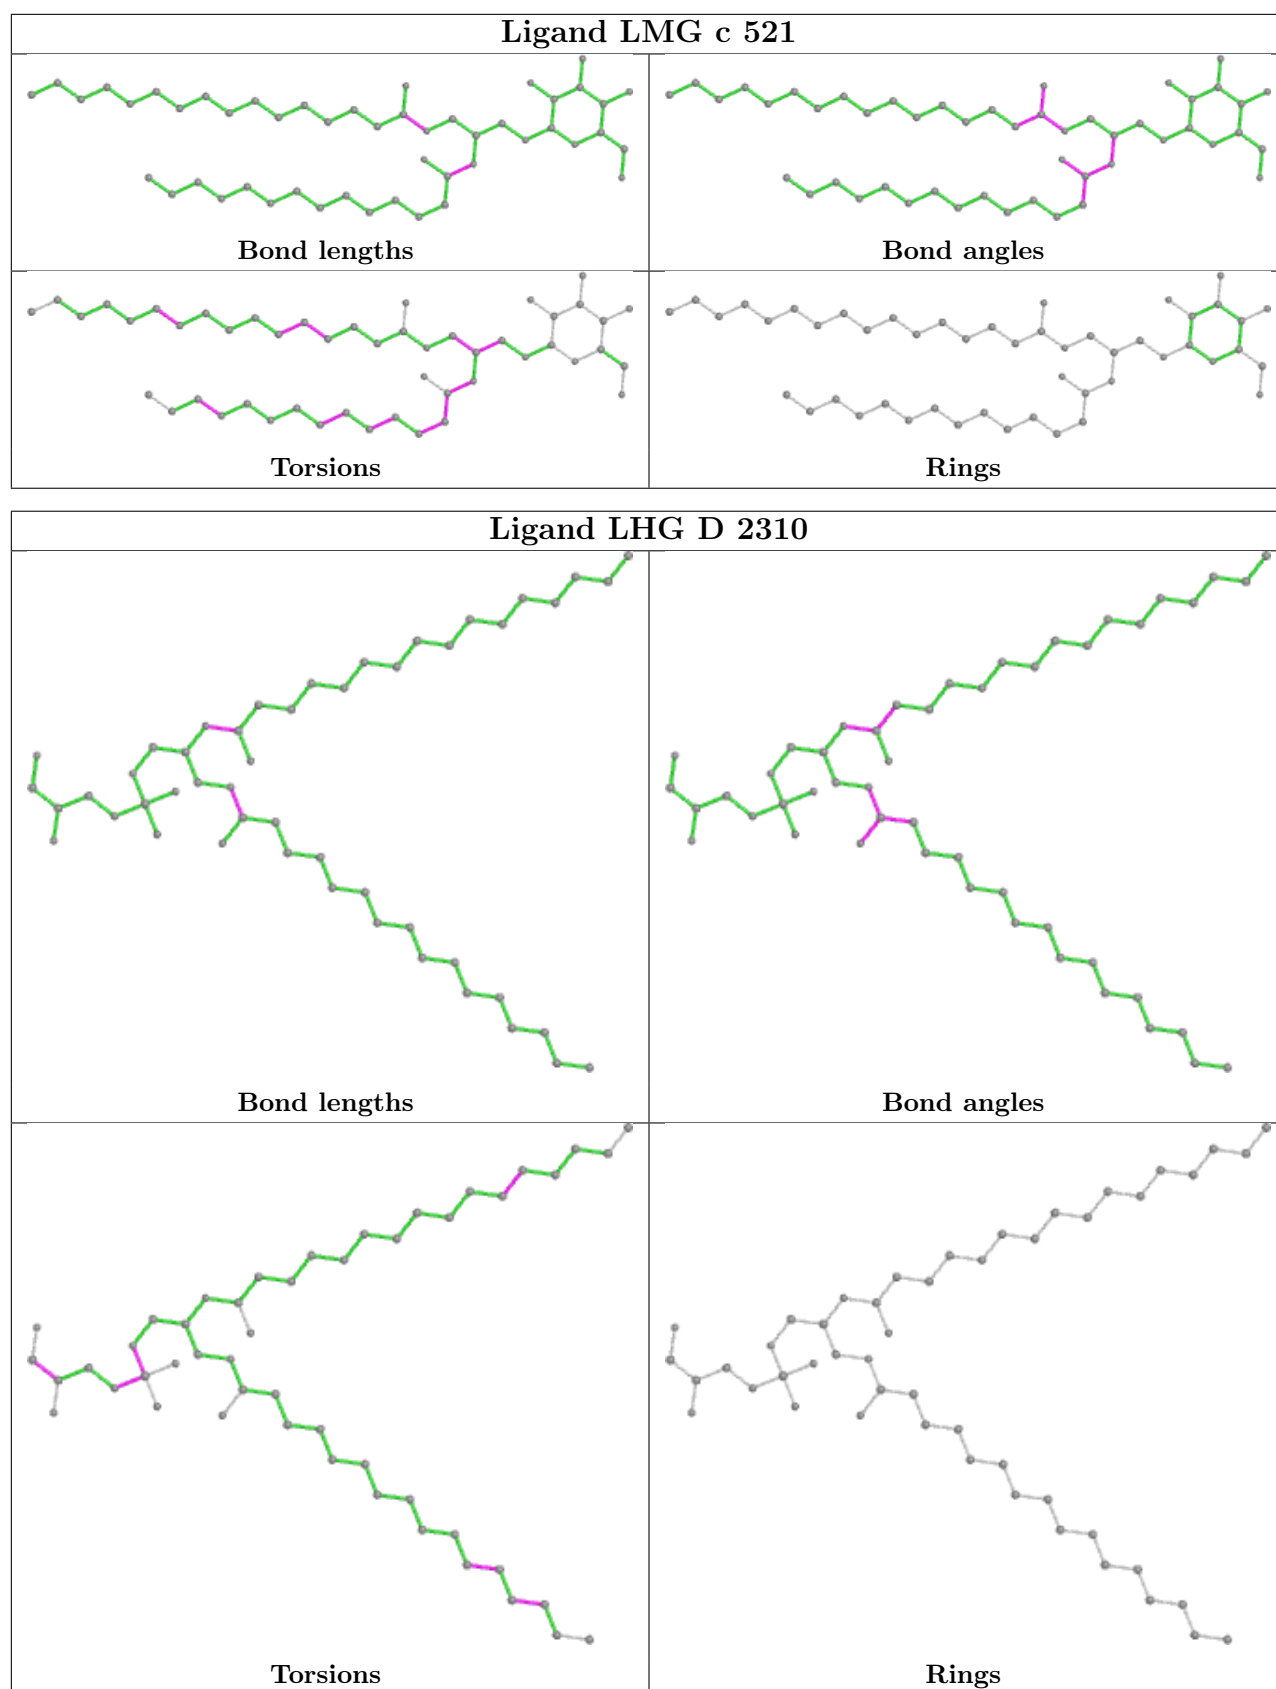 Ligand LMG c 521
Bond lengths
Bond angles
Torsions
Rings
Ligand LHG D 2310
Bond lengths
Bond angles
Torsions
Rings